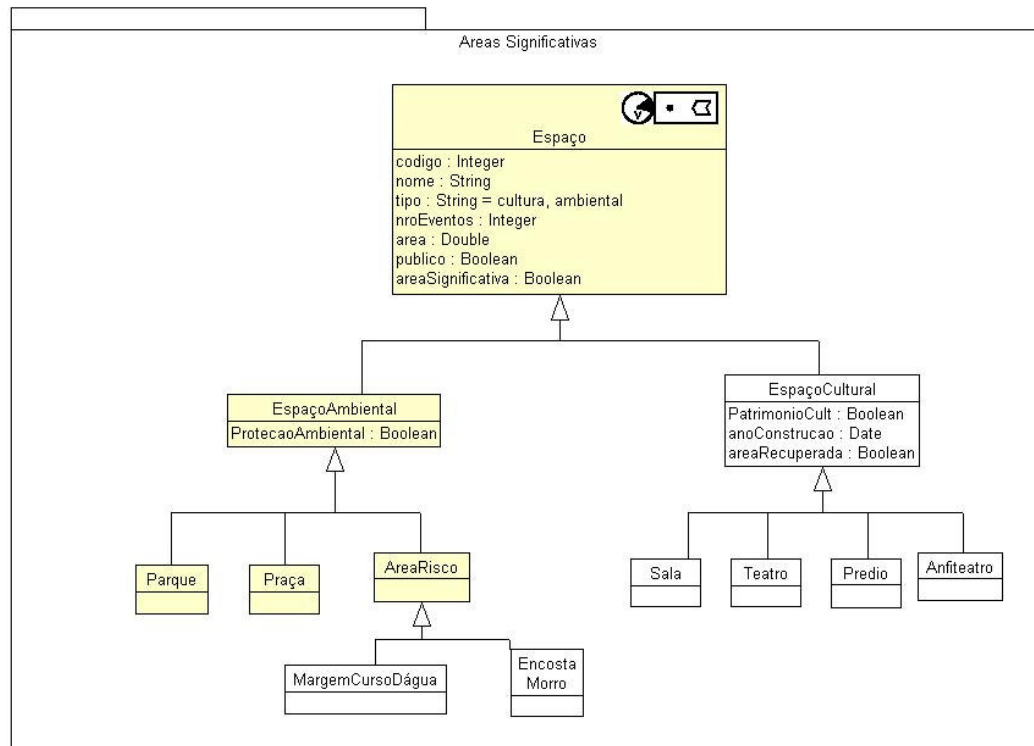 Areas Significativas
Espaço
codigo : Integer
nome : String
tipo : String = cultura, ambiental
nroEventos : Integer
area : Double
publico : Boolean
areaSignificativa : Boolean
EspaçoAmbiental
ProtecaoAmbiental : Boolean
EspaçoCultural
PatrimonioCult : Boolean
anoConstrucao : Date
areaRecuperada : Boolean
Parque
Praça
AreaRisco
Sala
Teatro
Predio
Anfiteatro
MargemCursoDágua
Encosta
Morro